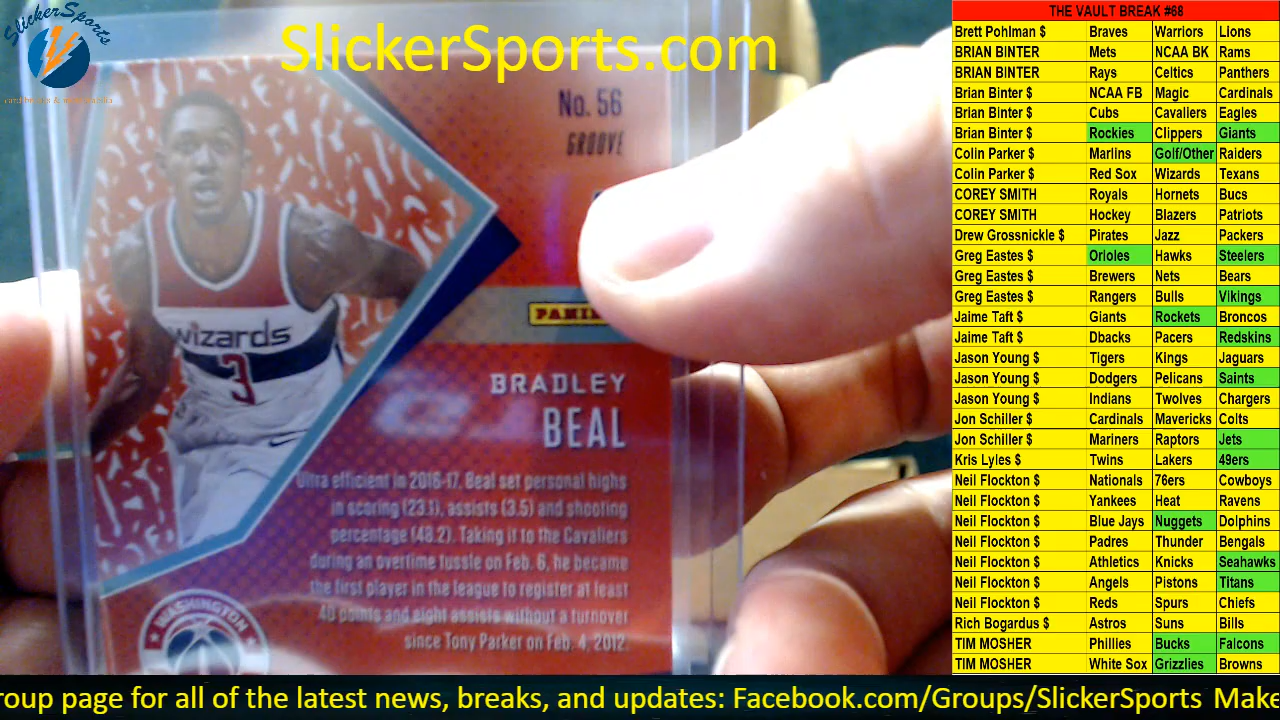 SlickerSports
SlickerSports.com
No. 56
GROOVE
wizards
3
BRADLEY
BEAL
Ultra efficient in 2016-17, Beal set personal highs
in scoring (23.1), assists (3.5) and shooting
percentage (48.2). Taking it to the Cavaliers
during an overtime tussle on Feb. 6, he became
the first player in the league to register at least
40 points and eight assists without a turnover
since Tony Parker on Feb. 4, 2012.
WASHINGTON
THE VAULT BREAK #68
Brett Pohlman $ Braves Warriors Lions
BRIAN BINTER Mets NCAA BK Rams
BRIAN BINTER Rays Celtics Panthers
Brian Binter $ NCAA FB Magic Cardinals
Brian Binter $ Cubs Cavaliers Eagles
Brian Binter $ Rockies Clippers Giants
Colin Parker $ Marlins Golf/Other Raiders
Colin Parker $ Red Sox Wizards Texans
COREY SMITH Royals Hornets Bucs
COREY SMITH Hockey Blazers Patriots
Drew Grossnickle $ Pirates Jazz Packers
Greg Eastes $ Orioles Hawks Steelers
Greg Eastes $ Brewers Nets Bears
Greg Eastes $ Rangers Bulls Vikings
Jaime Taft $ Giants Rockets Broncos
Jaime Taft $ Dbacks Pacers Redskins
Jason Young $ Tigers Kings Jaguars
Jason Young $ Dodgers Pelicans Saints
Jason Young $ Indians Twolves Chargers
Jon Schiller $ Cardinals Mavericks Colts
Jon Schiller $ Mariners Raptors Jets
Kris Lyles $ Twins Lakers 49ers
Neil Flockton $ Nationals 76ers Cowboys
Neil Flockton $ Yankees Heat Ravens
Neil Flockton $ Blue Jays Nuggets Dolphins
Neil Flockton $ Padres Thunder Bengals
Neil Flockton $ Athletics Knicks Seahawks
Neil Flockton $ Angels Pistons Titans
Neil Flockton $ Reds Spurs Chiefs
Rich Bogardus $ Astros Suns Bills
TIM MOSHER Phillies Bucks Falcons
TIM MOSHER White Sox Grizzlies Browns
roup page for all of the latest news, breaks, and updates: Facebook.com/Groups/SlickerSports Make